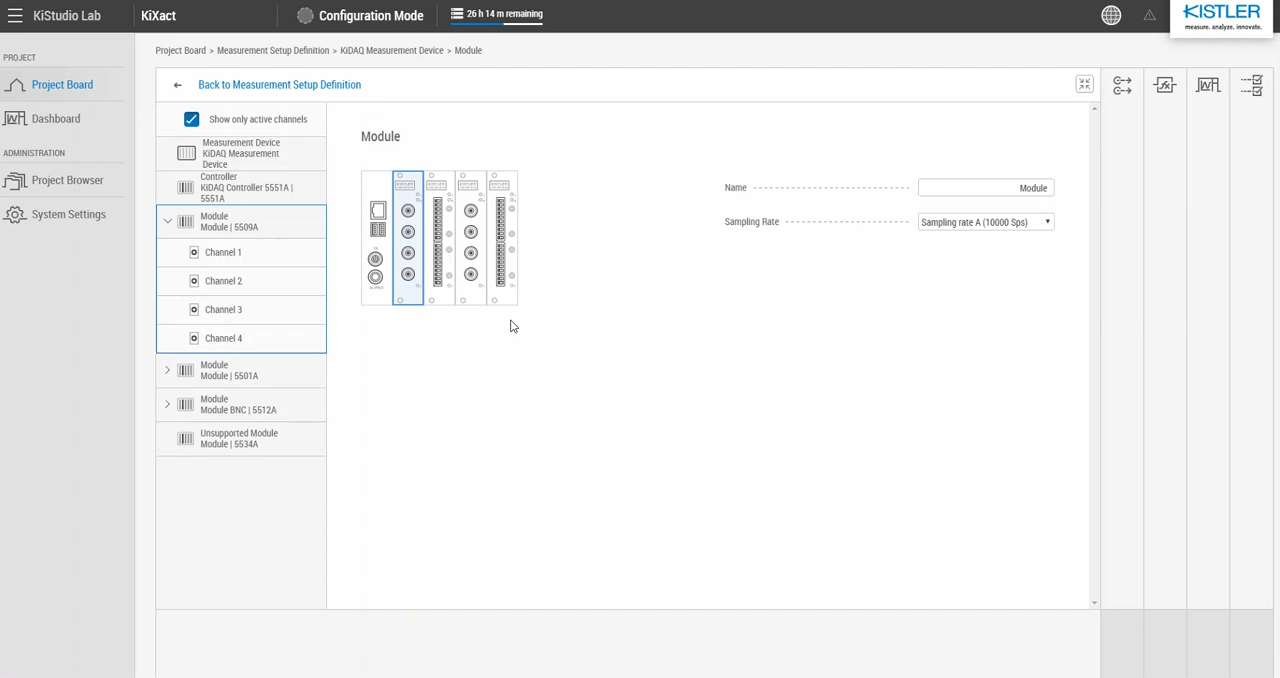 KiStudio Lab
KiXact
Configuration Mode
26 h 14 m remaining
KISTLER
measure. analyze. innovate.
PROJECT
Project Board
Dashboard
ADMINISTRATION
Project Browser
System Settings
Project Board > Measurement Setup Definition > KiDAQ Measurement Device > Module
Back to Measurement Setup Definition
Show only active channels
Measurement Device
KiDAQ Measurement
Device
Controller
KiDAQ Controller 5551A |
5551A
Module
Module | 5509A
Channel 1
Channel 2
Channel 3
Channel 4
Module
Module | 5501A
Module
Module BNC | 5512A
Unsupported Module
Module | 5534A
Module
Name
Module
Sampling Rate
Sampling rate A (10000 Sps)